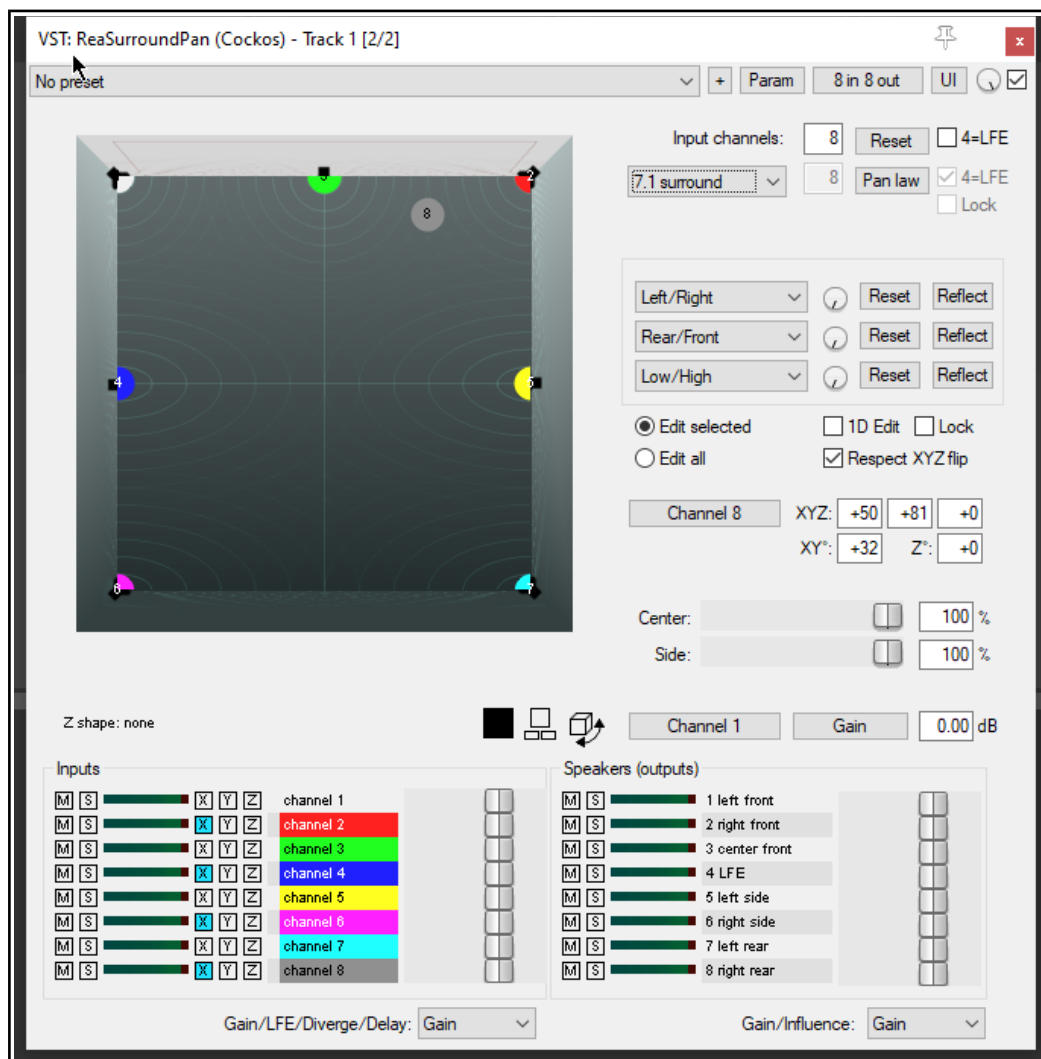 VST: ReaSurroundPan (Cockos) - Track 1 [2/2]
x
No preset + Param 8 in 8 out UI
Input channels: 8 Reset 4=LFE
7.1 surround 8 Pan law 4=LFE
Lock
2
8
Left/Right Reset Reflect
Rear/Front Reset Reflect
Low/High Reset Reflect
4 5
Edit selected 1D Edit Lock
Edit all Respect XYZ flip
Channel 8 XYZ: +50 +81 +0
XY°: +32 Z°: +0
6 7
Center: 100 %
Side: 100 %
Z shape: none Channel 1 Gain 0.00 dB
Inputs Speakers (outputs)
M S X Y Z channel 1 M S 1 left front
M S X Y Z channel 2 M S 2 right front
M S X Y Z channel 3 M S 3 center front
M S X Y Z channel 4 M S 4 LFE
M S X Y Z channel 5 M S 5 left side
M S X Y Z channel 6 M S 6 right side
M S X Y Z channel 7 M S 7 left rear
M S X Y Z channel 8 M S 8 right rear
Gain/LFE/Diverge/Delay: Gain Gain/Influence: Gain